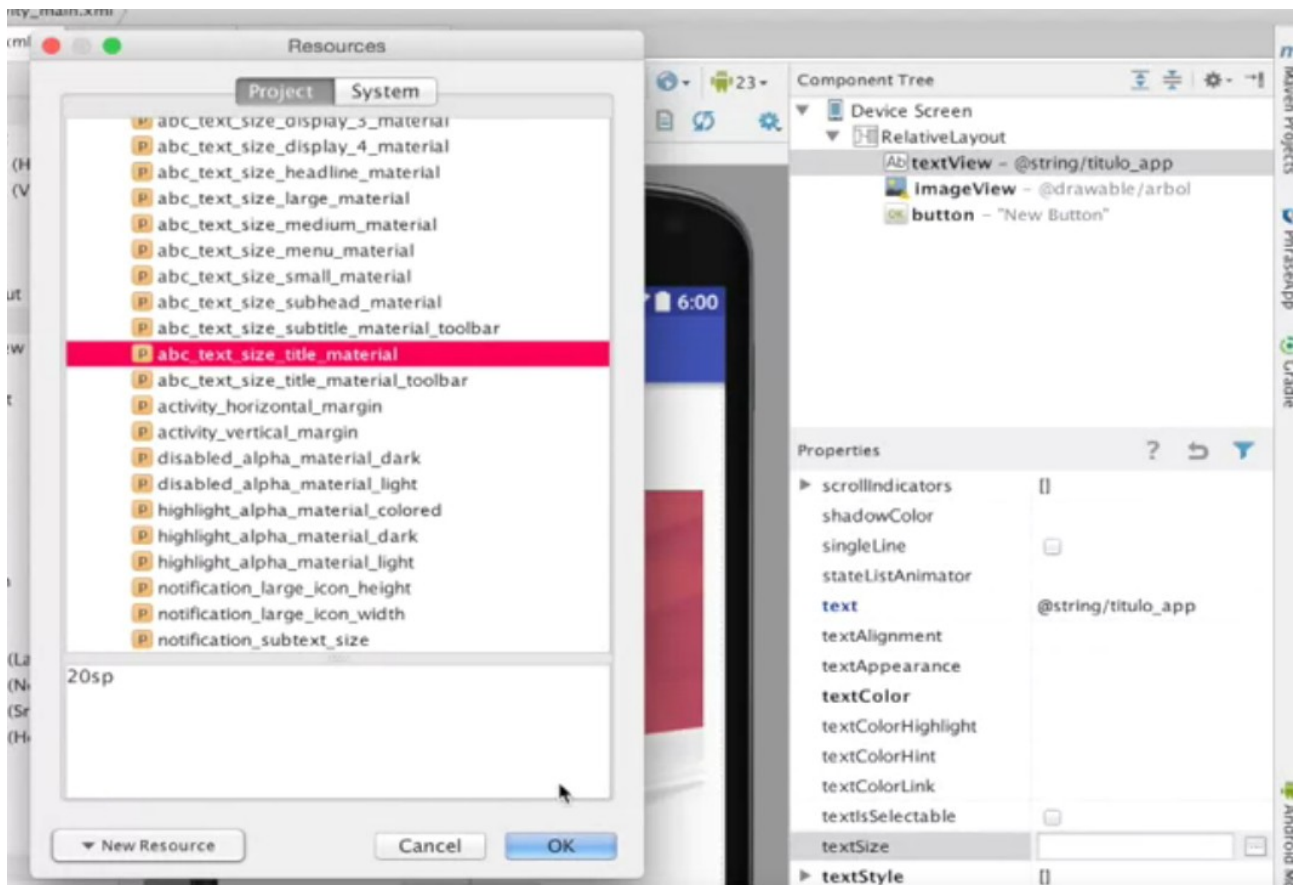 Resources
Project System
abc_text_size_display_3_material
abc_text_size_display_4_material
abc_text_size_headline_material
abc_text_size_large_material
abc_text_size_medium_material
abc_text_size_menu_material
abc_text_size_small_material
abc_text_size_subhead_material
abc_text_size_subtitle_material_toolbar
abc_text_size_title_material
abc_text_size_title_material_toolbar
activity_horizontal_margin
activity_vertical_margin
disabled_alpha_material_dark
disabled_alpha_material_light
highlight_alpha_material_colored
highlight_alpha_material_dark
highlight_alpha_material_light
notification_large_icon_height
notification_large_icon_width
notification_subtext_size
20sp
New Resource Cancel OK
23
6:00
Component Tree
Device Screen
RelativeLayout
Ab textView - @string/titulo_app
imageView - @drawable/arbol
OK button - "New Button"
Properties ?
scrollIndicators []
shadowColor
singleLine
stateListAnimator
text @string/titulo_app
textAlignment
textAppearance
textColor
textColorHighlight
textColorHint
textColorLink
textIsSelectable
textSize
textStyle []
Maven Projects
PhraseApp
Gradle